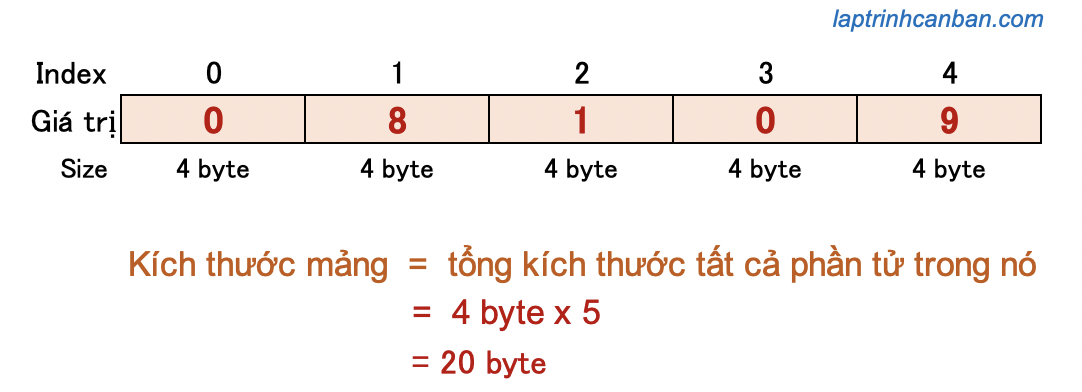 laptrinhcanban.com
Index 0 1 2 3 4
Giá trị 0 8 1 0 9
Size 4 byte 4 byte 4 byte 4 byte 4 byte
Kích thước mảng = tổng kích thước tất cả phần tử trong nó
= 4 byte x 5
= 20 byte